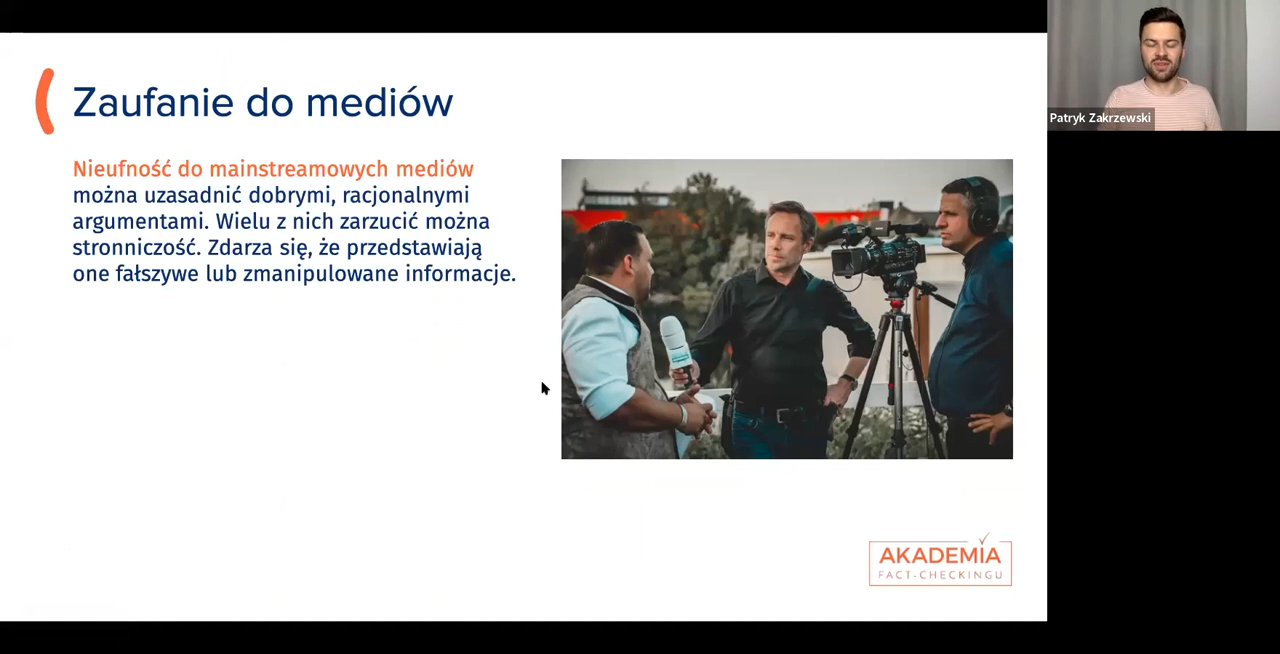 Zaufanie do mediów
Nieufność do mainstreamowych mediów
można uzasadnić dobrymi, racjonalnymi
argumentami. Wielu z nich zarzucić można
stronniczość. Zdarza się, że przedstawiają
one fałszywe lub zmanipulowane informacje.
Patryk Zakrzewski
AKADEMIA
FACT-CHECKINGU